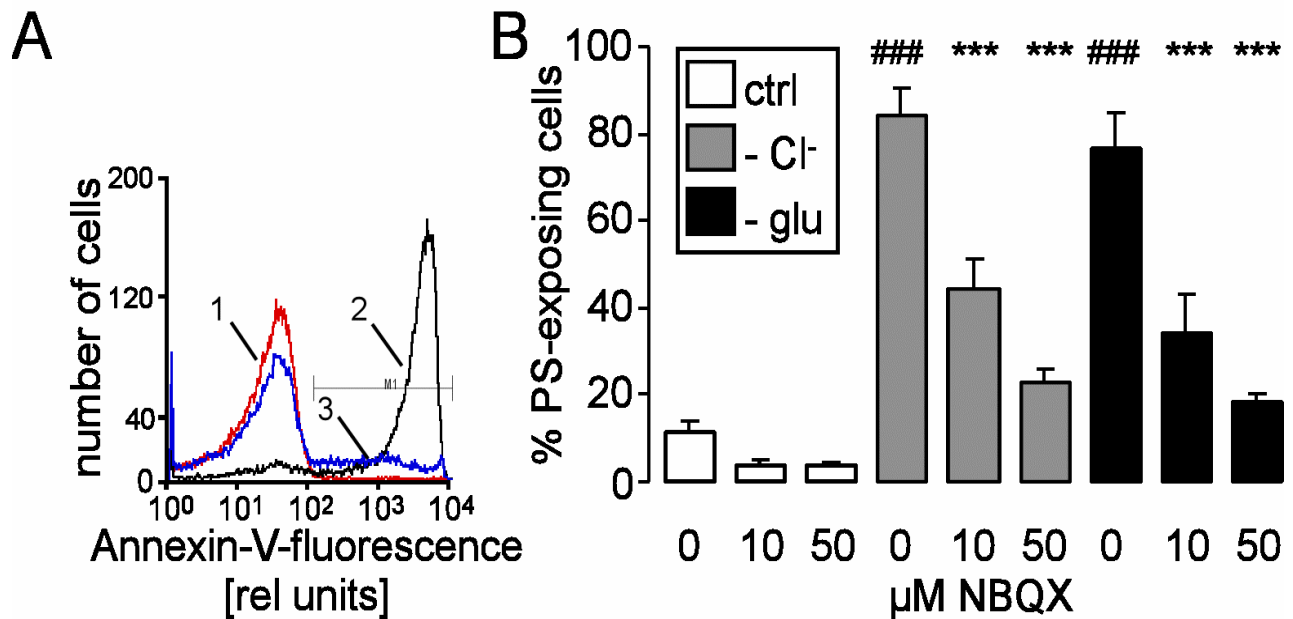 A
number of cells
200
120
40
0
1
2
3
M1
10⁰ 10¹ 10² 10³ 10⁴
Annexin-V-fluorescence
[rel units]
B
% PS-exposing cells
100
80
60
40
20
0
ctrl
- Cl⁻
- glu
### *** *** ### *** ***
0 10 50 0 10 50 0 10 50
µM NBQX